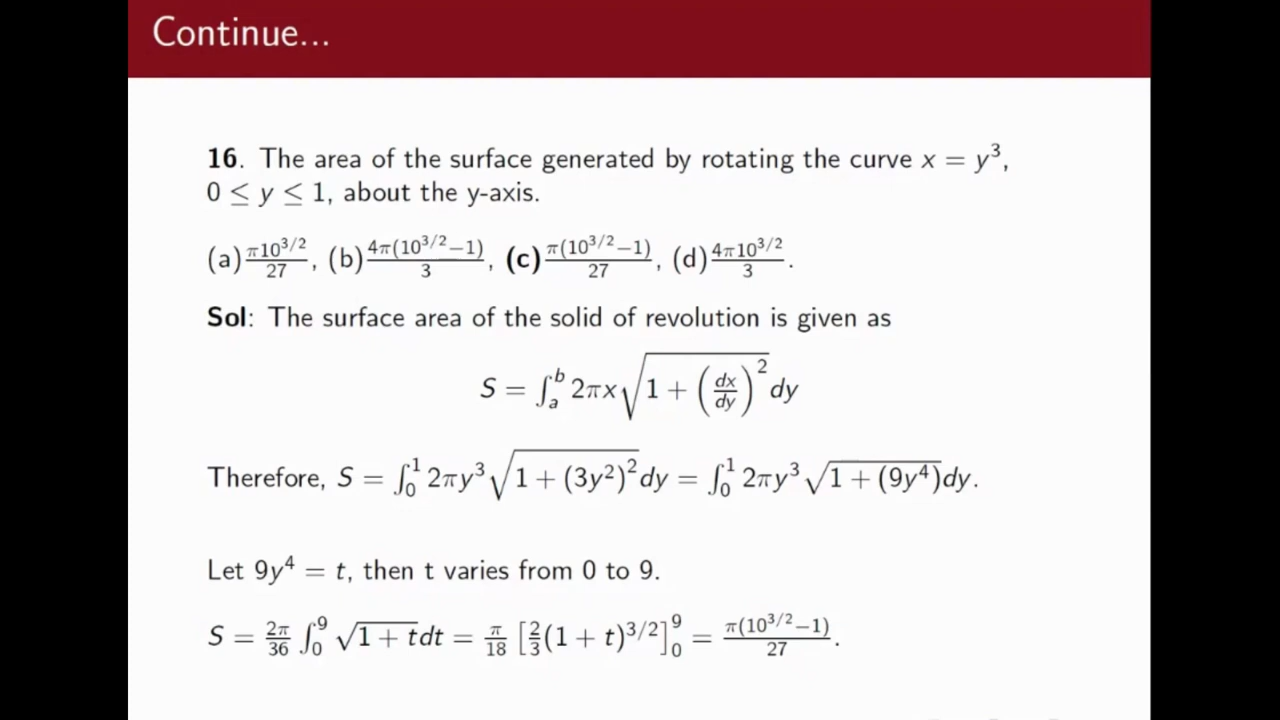 Continue...
16. The area of the surface generated by rotating the curve x = y³,
0 ≤ y ≤ 1, about the y-axis.
(a) π10^{3/2}/27, (b) 4π(10^{3/2}−1)/3, (c) π(10^{3/2}−1)/27, (d) 4π10^{3/2}/3.
Sol: The surface area of the solid of revolution is given as
S = ∫_a^b 2πx√(1 + (dx/dy)²) dy
Therefore, S = ∫_0^1 2πy³√(1 + (3y²)²) dy = ∫_0^1 2πy³√(1 + (9y⁴)) dy.
Let 9y⁴ = t, then t varies from 0 to 9.
S = 2π/36 ∫_0^9 √(1 + t) dt = π/18 [2/3 (1 + t)^{3/2}]_0^9 = π(10^{3/2}−1)/27.